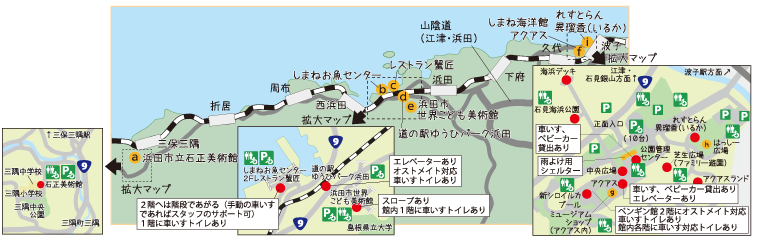 山陰道
（江津・浜田）
しまね海洋館
アクアス
れすとらん
異瑠香(いるか)
i
f
久代
波子
拡大マップ
しまねお魚センター
レストラン蟹匠
b
c
d
e
浜田
下府
周布
折居
西浜田
三保三隅
拡大マップ
浜田市
世界こども美術館
道の駅ゆうひパーク浜田
a
浜田市立石正美術館
拡大マップ
↑三保三隅駅
9
三隅小学校
石正美術館
三隅中学校
三隅中央
公園
三隅町三隅
9
しまねお魚センター
2Fレストラン蟹匠
道の駅
ゆうひパーク浜田
浜田市世界
こども美術館
島根県立大学
エレベーターあり
オストメイト対応
車いすトイレあり
スロープあり
館内１階に車いすトイレあり
２階へは階段であがる（手動の車いす
であればスタッフのサポート可）
１階に車いすトイレあり
海浜デッキ
江津・
石見銀山方面↑
9
波子駅方面↗
石見海浜公園
正面入口
P
(10台)
れすとらん
異瑠香(いるか)
h
はっしー
広場
車いす、
ベビーカー
貸出あり
雨よけ用
シェルター
公園管理
センター
中央広場
芝生広場
(ファミリー遊園)
アクアス
g
アクアスランド
新シロイルカ
プール
ミュージアム
ショップ
(アクアス内)
車いす、ベビーカー貸出あり
エレベーターあり
ペンギン館２階にオストメイト対応
車いすトイレあり
館内各階に車いす対応トイレあり